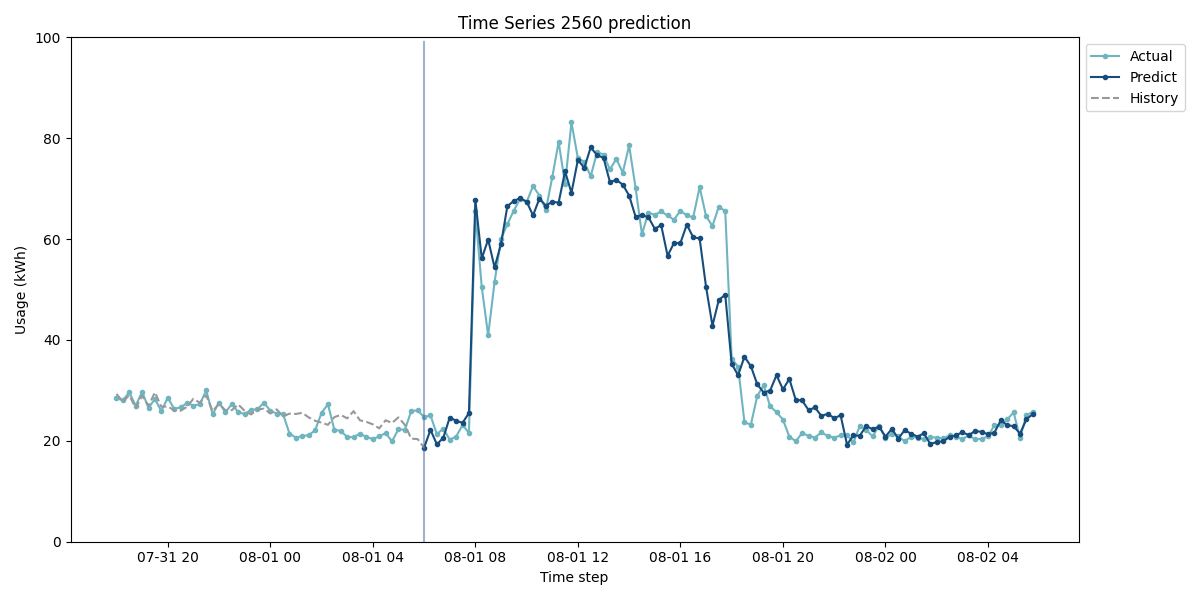 Time Series 2560 prediction
100
80
60
40
20
0
Usage (kWh)
07-31 20
08-01 00
08-01 04
08-01 08
08-01 12
08-01 16
08-01 20
08-02 00
08-02 04
Time step
Actual
Predict
History